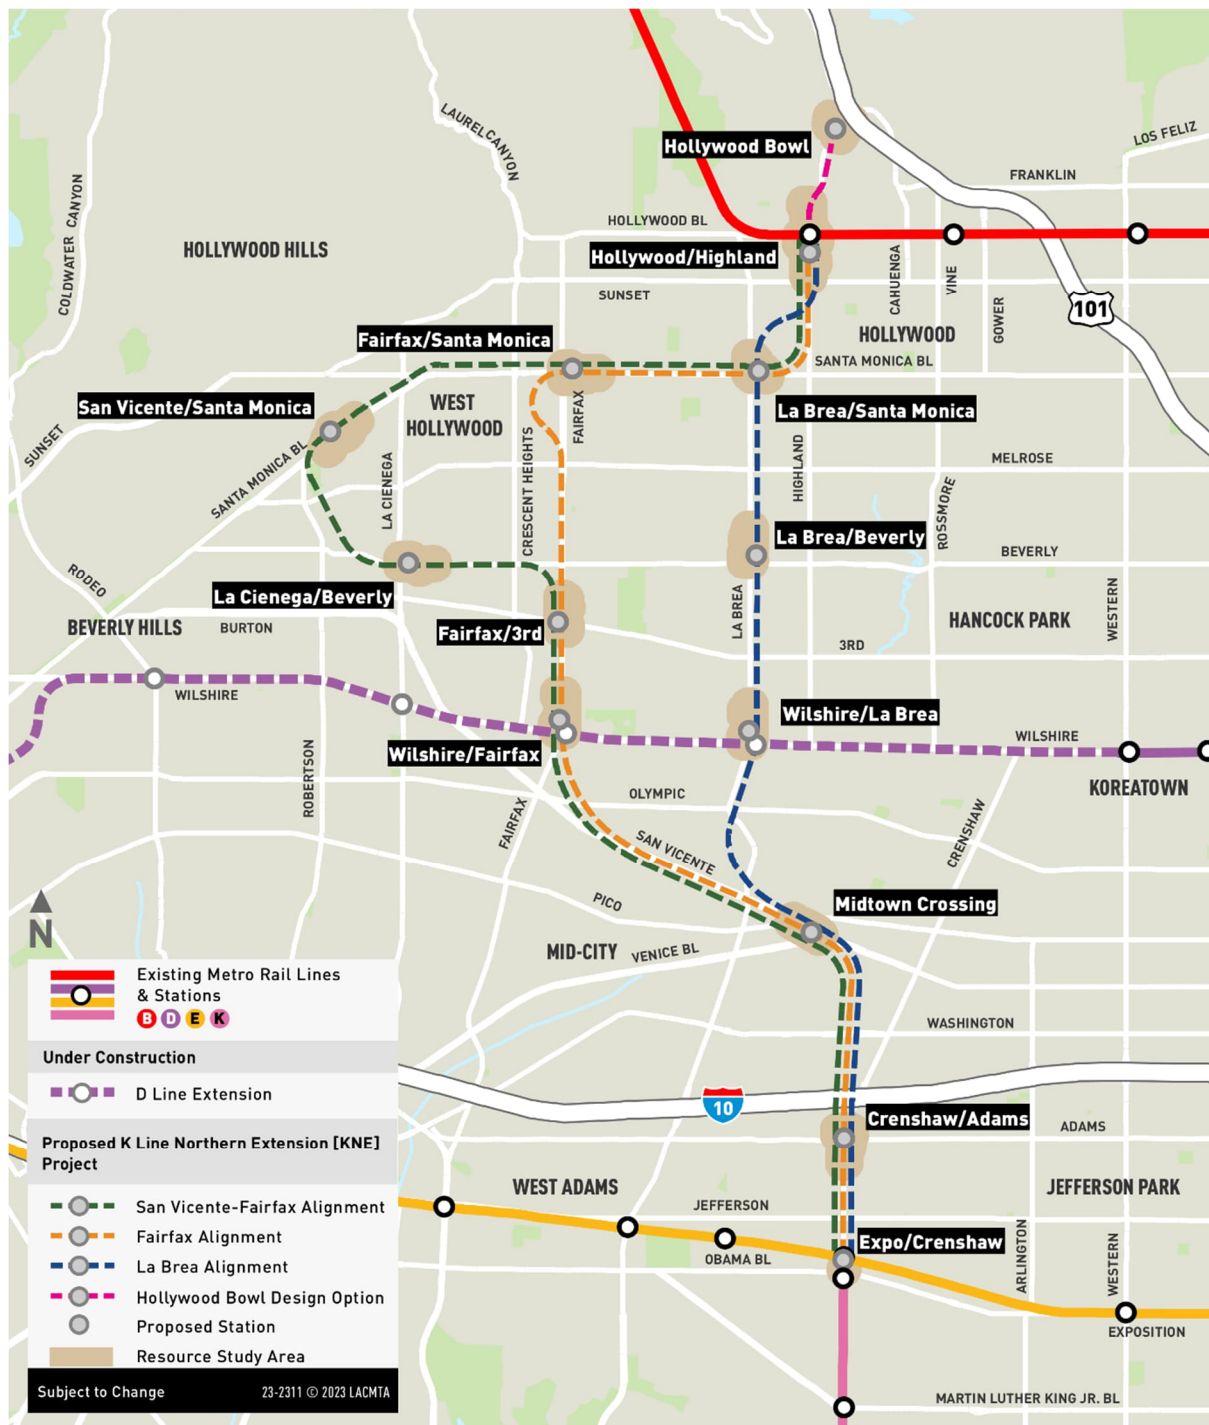 LAUREL CANYON
COLDWATER CANYON
Hollywood Bowl
LOS FELIZ
FRANKLIN
HOLLYWOOD BL
HOLLYWOOD HILLS
Hollywood/Highland
CAHUENGA
VINE
GOWER
SUNSET
101
Fairfax/Santa Monica
HOLLYWOOD
SANTA MONICA BL
San Vicente/Santa Monica
WEST
HOLLYWOOD
FAIRFAX
La Brea/Santa Monica
SUNSET
SANTA MONICA BL
LA CIENEGA
CRESCENT HEIGHTS
HIGHLAND
MELROSE
ROSSMORE
La Brea/Beverly
BEVERLY
RODEO
La Cienega/Beverly
LA BREA
WESTERN
BEVERLY HILLS
BURTON
Fairfax/3rd
HANCOCK PARK
3RD
WILSHIRE
Wilshire/La Brea
WILSHIRE
Wilshire/Fairfax
ROBERTSON
KOREATOWN
OLYMPIC
FAIRFAX
SAN VICENTE
CRENSHAW
PICO
Midtown Crossing
N
MID-CITY
VENICE BL
WASHINGTON
10
Crenshaw/Adams
ADAMS
WEST ADAMS
JEFFERSON
JEFFERSON PARK
Expo/Crenshaw
OBAMA BL
ARLINGTON
WESTERN
EXPOSITION
MARTIN LUTHER KING JR. BL
Existing Metro Rail Lines
& Stations
B D E K
Under Construction
D Line Extension
Proposed K Line Northern Extension [KNE]
Project
San Vicente-Fairfax Alignment
Fairfax Alignment
La Brea Alignment
Hollywood Bowl Design Option
Proposed Station
Resource Study Area
Subject to Change
23-2311 © 2023 LACMTA